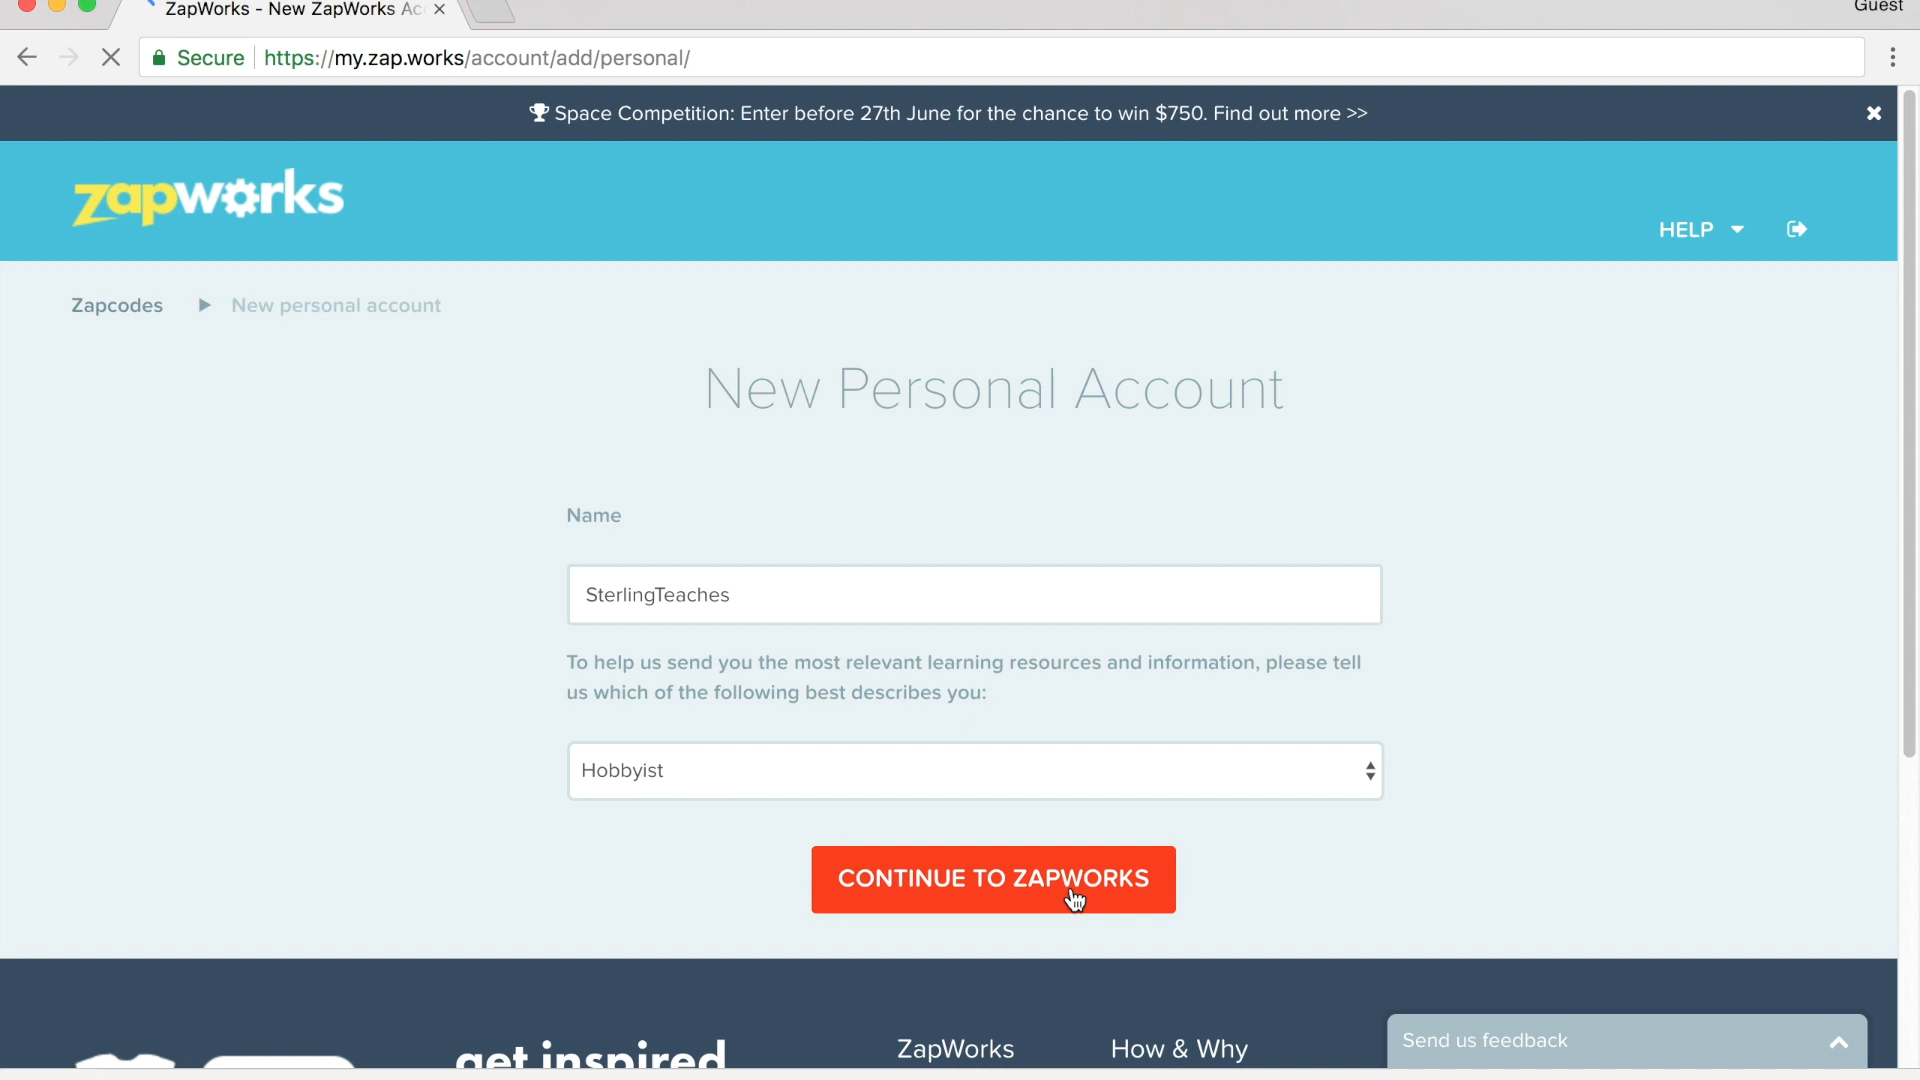 ZapWorks - New ZapWorks Ac
Guest
Secure https://my.zap.works/account/add/personal/
Space Competition: Enter before 27th June for the chance to win $750. Find out more >>
zapworks
HELP
Zapcodes New personal account
New Personal Account
Name
SterlingTeaches
To help us send you the most relevant learning resources and information, please tell
us which of the following best describes you:
Hobbyist
CONTINUE TO ZAPWORKS
get inspired
ZapWorks
How & Why
Send us feedback